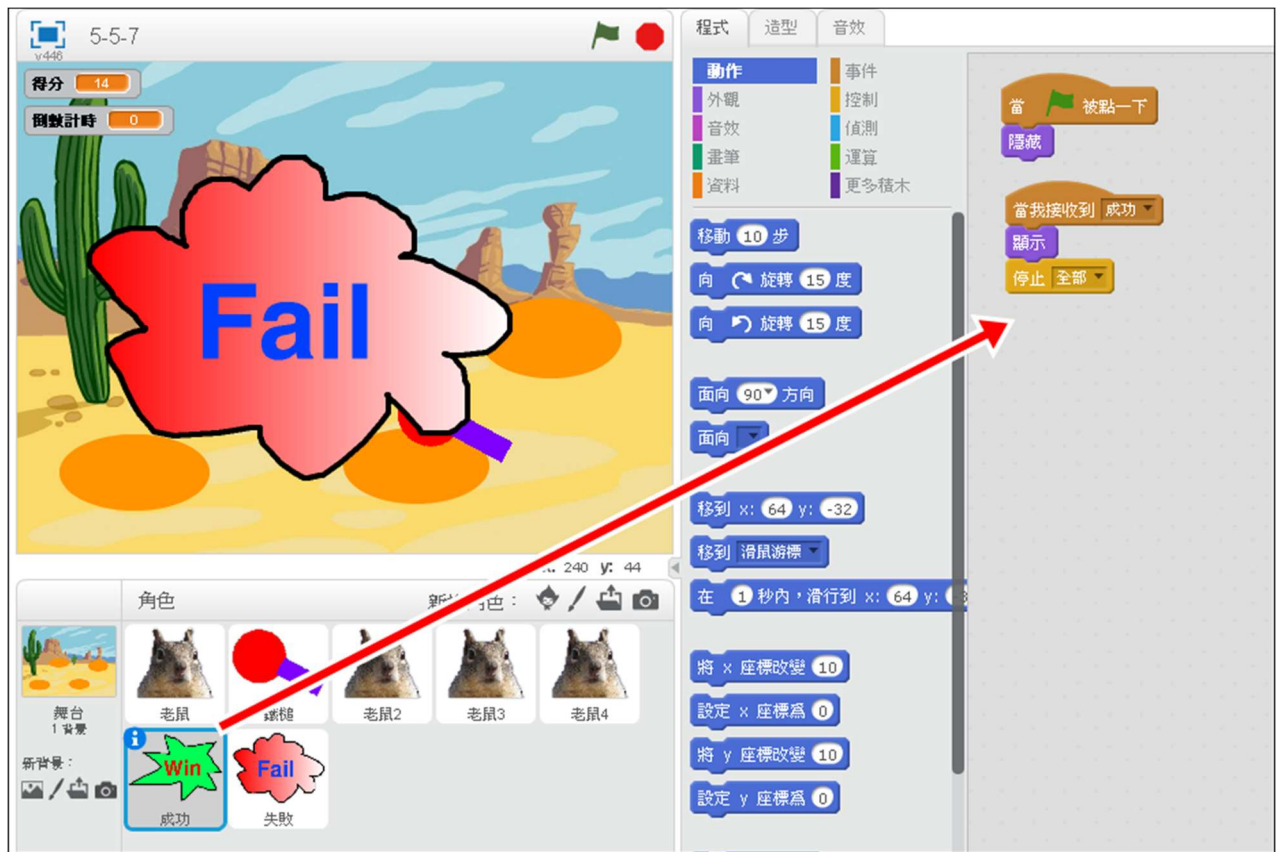 5-5-7
v446
得分 14
倒數計時 0
Fail
240 y: 44
角色
新增角色：
舞台
1 背景
新背景：
老鼠
鐵槌
老鼠2
老鼠3
老鼠4
Win
成功
Fail
失敗
程式
造型
音效
動作
事件
外觀
控制
音效
偵測
畫筆
運算
資料
更多積木
移動 10 步
向 旋轉 15 度
向 旋轉 15 度
面向 90 方向
面向
移到 x: 64 y: -32
移到 滑鼠游標
在 1 秒內，滑行到 x: 64 y:
將 x 座標改變 10
設定 x 座標為 0
將 y 座標改變 10
設定 y 座標為 0
當 被點一下
隱藏
當我接收到 成功
顯示
停止 全部